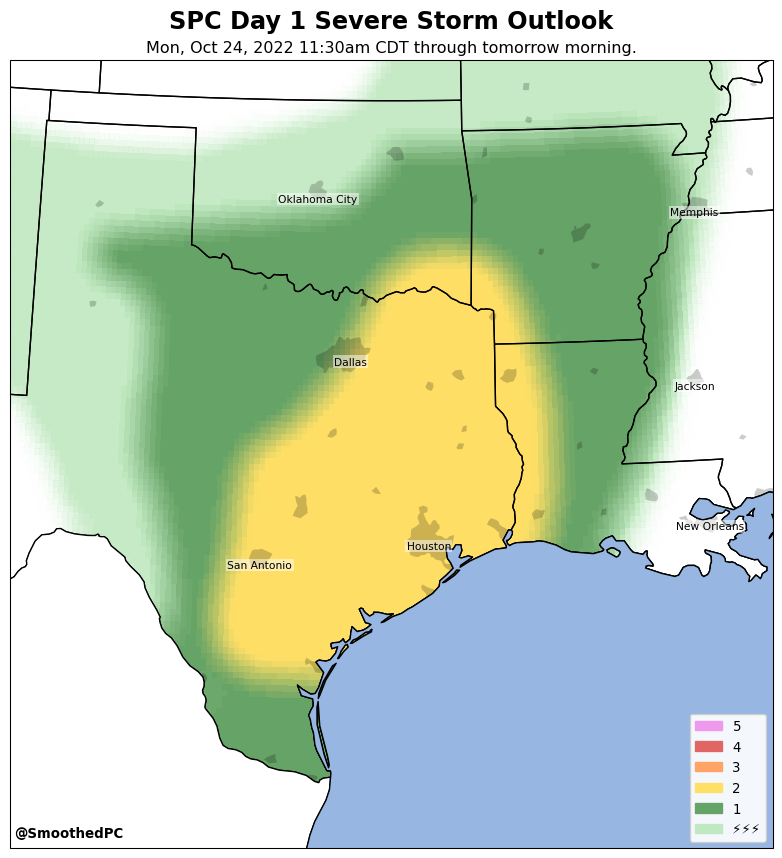 SPC Day 1 Severe Storm Outlook
Mon, Oct 24, 2022 11:30am CDT through tomorrow morning.
Oklahoma City
Memphis
Dallas
Jackson
New Orleans
Houston
San Antonio
5
4
3
2
1
⚡⚡⚡
@SmoothedPC